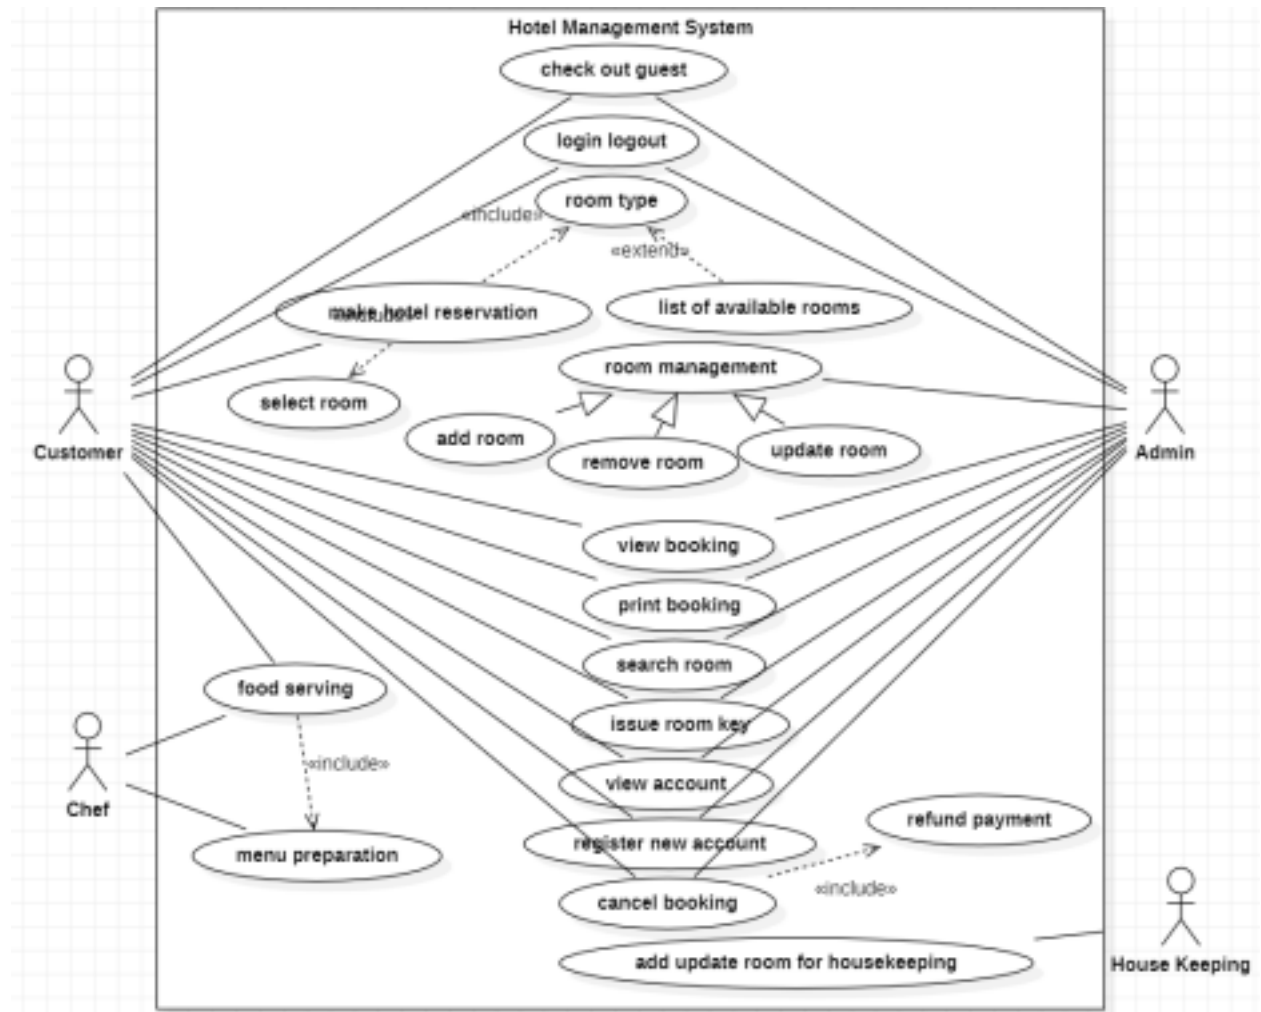 Hotel Management System
check out guest
login logout
room type
«include»
«extend»
make hotel reservation
«include»
list of available rooms
room management
select room
add room
remove room
update room
Customer
Admin
view booking
print booking
search room
food serving
issue room key
«include»
view account
Chef
refund payment
register new account
menu preparation
«include»
cancel booking
add update room for housekeeping
House Keeping